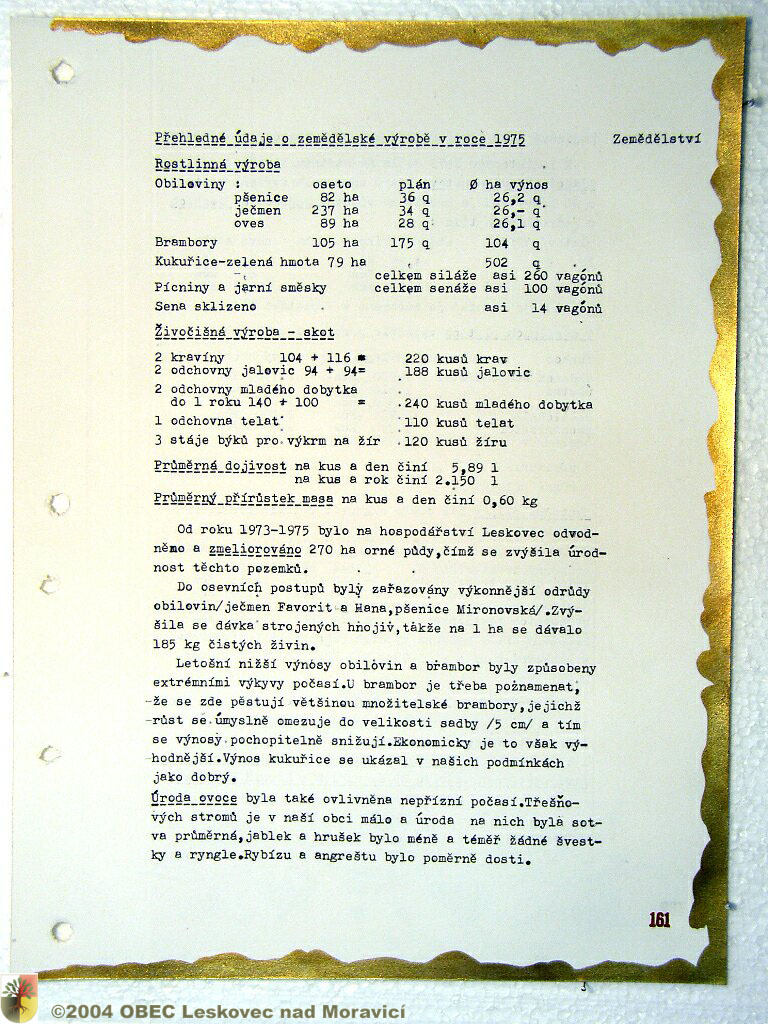 Přehledné údaje o zemědělské výrobě v roce 1975 Zemědělství
Rostlinná výroba
Obiloviny : oseto plán Ø ha výnos
pšenice 82 ha 36 q 26,2 q
ječmen 237 ha 34 q 26,- q
oves 89 ha 28 q 26,1 q
Brambory 105 ha 175 q 104 q
Kukuřice-zelená hmota 79 ha 502 q
celkem siláže asi 260 vagónů
Pícniny a jarní směsky celkem senáže asi 100 vagónů
Sena sklizeno asi 14 vagónů
Živočišná výroba - skot
2 kravíny 104 + 116 = 220 kusů krav
2 odchovny jalovic 94 + 94= 188 kusů jalovic
2 odchovny mladého dobytka
do 1 roku 140 + 100 = 240 kusů mladého dobytka
1 odchovna telat 110 kusů telat
3 stáje býků pro výkrm na žír 120 kusů žíru
Průměrná dojivost na kus a den činí 5,89 l
na kus a rok činí 2.150 l
Průměrný přírůstek masa na kus a den činí 0,60 kg
Od roku 1973-1975 bylo na hospodářství Leskovec odvod-
něno a zmeliorováno 270 ha orné půdy,čímž se zvýšila úrod-
nost těchto pozemků.
Do osevních postupů byly zařazovány výkonnější odrůdy
obilovin/ječmen Favorit a Hana,pšenice Mironovská/.Zvý-
šila se dávka strojených hnojiv,takže na 1 ha se dávalo
185 kg čistých živin.
Letošní nižší výnosy obilovin a brambor byly způsobeny
extrémními výkyvy počasí.U brambor je třeba poznamenat,
že se zde pěstují většinou množitelské brambory,jejichž
růst se úmyslně omezuje do velikosti sadby /5 cm/ a tím
se výnosy pochopitelně snižují.Ekonomicky je to však vý-
hodnější.Výnos kukuřice se ukázal v našich podmínkách
jako dobrý.
Úroda ovoce byla také ovlivněna nepřízní počasí.Třešňo-
vých stromů je v naší obci málo a úroda na nich byla sot-
va průměrná,jablek a hrušek bylo méně a téměř žádné švest-
ky a ryngle.Rybízu a angreštu bylo poměrně dosti.
161
©2004 OBEC Leskovec nad Moravicí